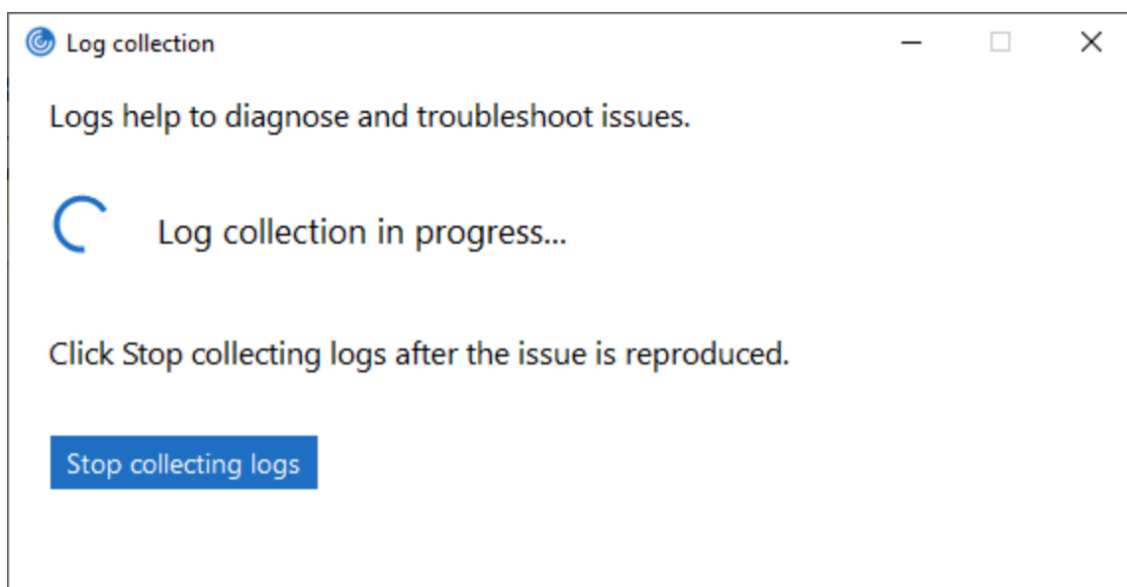 Log collection
Logs help to diagnose and troubleshoot issues.
Log collection in progress...
Click Stop collecting logs after the issue is reproduced.
Stop collecting logs